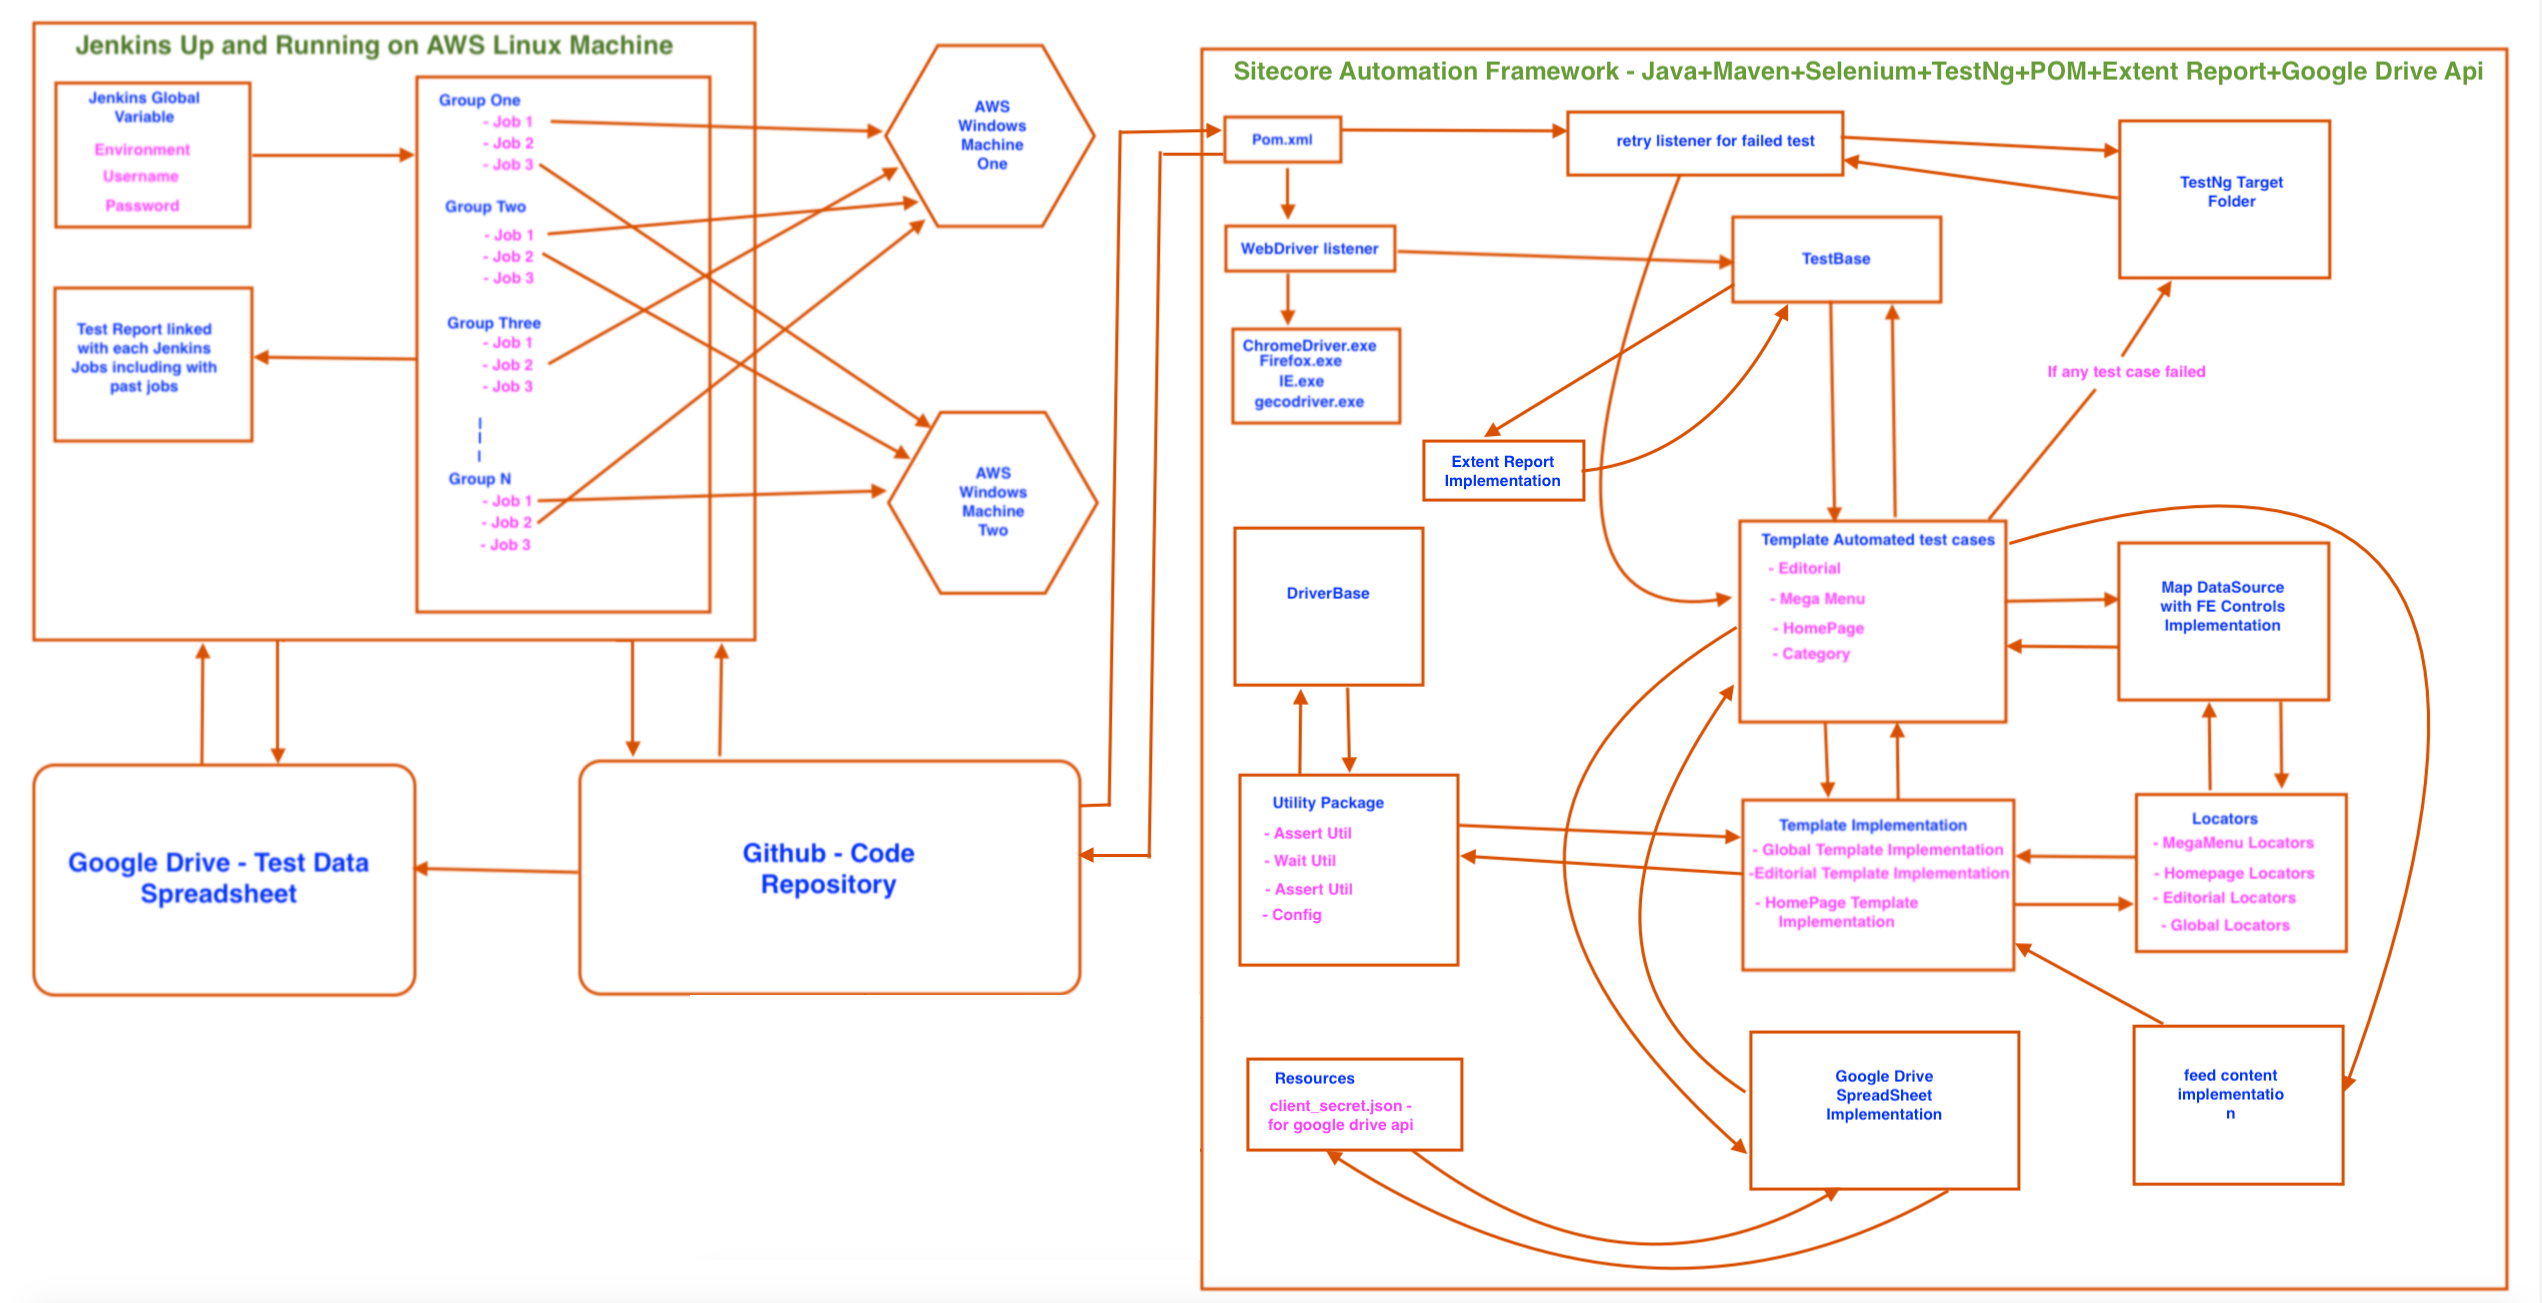 Jenkins Up and Running on AWS Linux Machine
Jenkins Global
Variable
Environment
Username
Password
Test Report linked
with each Jenkins
Jobs including with
past jobs
Group One
- Job 1
- Job 2
- Job 3
Group Two
- Job 1
- Job 2
- Job 3
Group Three
- Job 1
- Job 2
- Job 3
Group N
- Job 1
- Job 2
- Job 3
AWS
Windows
Machine
One
AWS
Windows
Machine
Two
Google Drive - Test Data
Spreadsheet
Github - Code
Repository
Sitecore Automation Framework - Java+Maven+Selenium+TestNg+POM+Extent Report+Google Drive Api
Pom.xml
retry listener for failed test
TestNg Target
Folder
WebDriver listener
TestBase
ChromeDriver.exe
Firefox.exe
IE.exe
gecodriver.exe
If any test case failed
Extent Report
Implementation
DriverBase
Template Automated test cases
- Editorial
- Mega Menu
- HomePage
- Category
Map DataSource
with FE Controls
Implementation
Utility Package
- Assert Util
- Wait Util
- Assert Util
- Config
Template Implementation
- Global Template Implementation
-Editorial Template Implementation
- HomePage Template
Implementation
Locators
- MegaMenu Locators
- Homepage Locators
- Editorial Locators
- Global Locators
Resources
client_secret.json -
for google drive api
Google Drive
SpreadSheet
Implementation
feed content
implementatio
n